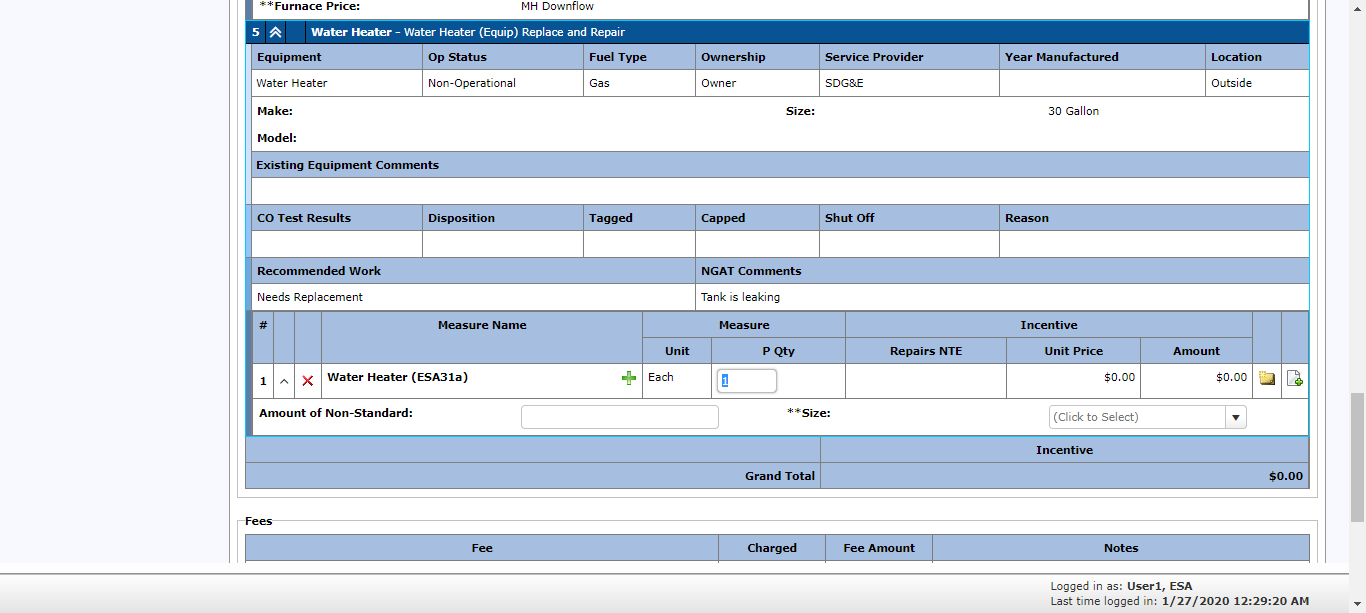 **Furnace Price: MH Downflow
5 Water Heater - Water Heater (Equip) Replace and Repair
Equipment Op Status Fuel Type Ownership Service Provider Year Manufactured Location
Water Heater Non-Operational Gas Owner SDG&E Outside
Make: Size: 30 Gallon
Model:
Existing Equipment Comments
CO Test Results Disposition Tagged Capped Shut Off Reason
Recommended Work NGAT Comments
Needs Replacement Tank is leaking
# Measure Name Measure Incentive
Unit P Qty Repairs NTE Unit Price Amount
1 Water Heater (ESA31a) Each 1 $0.00 $0.00
Amount of Non-Standard: **Size: (Click to Select)
Incentive
Grand Total $0.00
Fees
Fee Charged Fee Amount Notes
Logged in as: User1, ESA
Last time logged in: 1/27/2020 12:29:20 AM